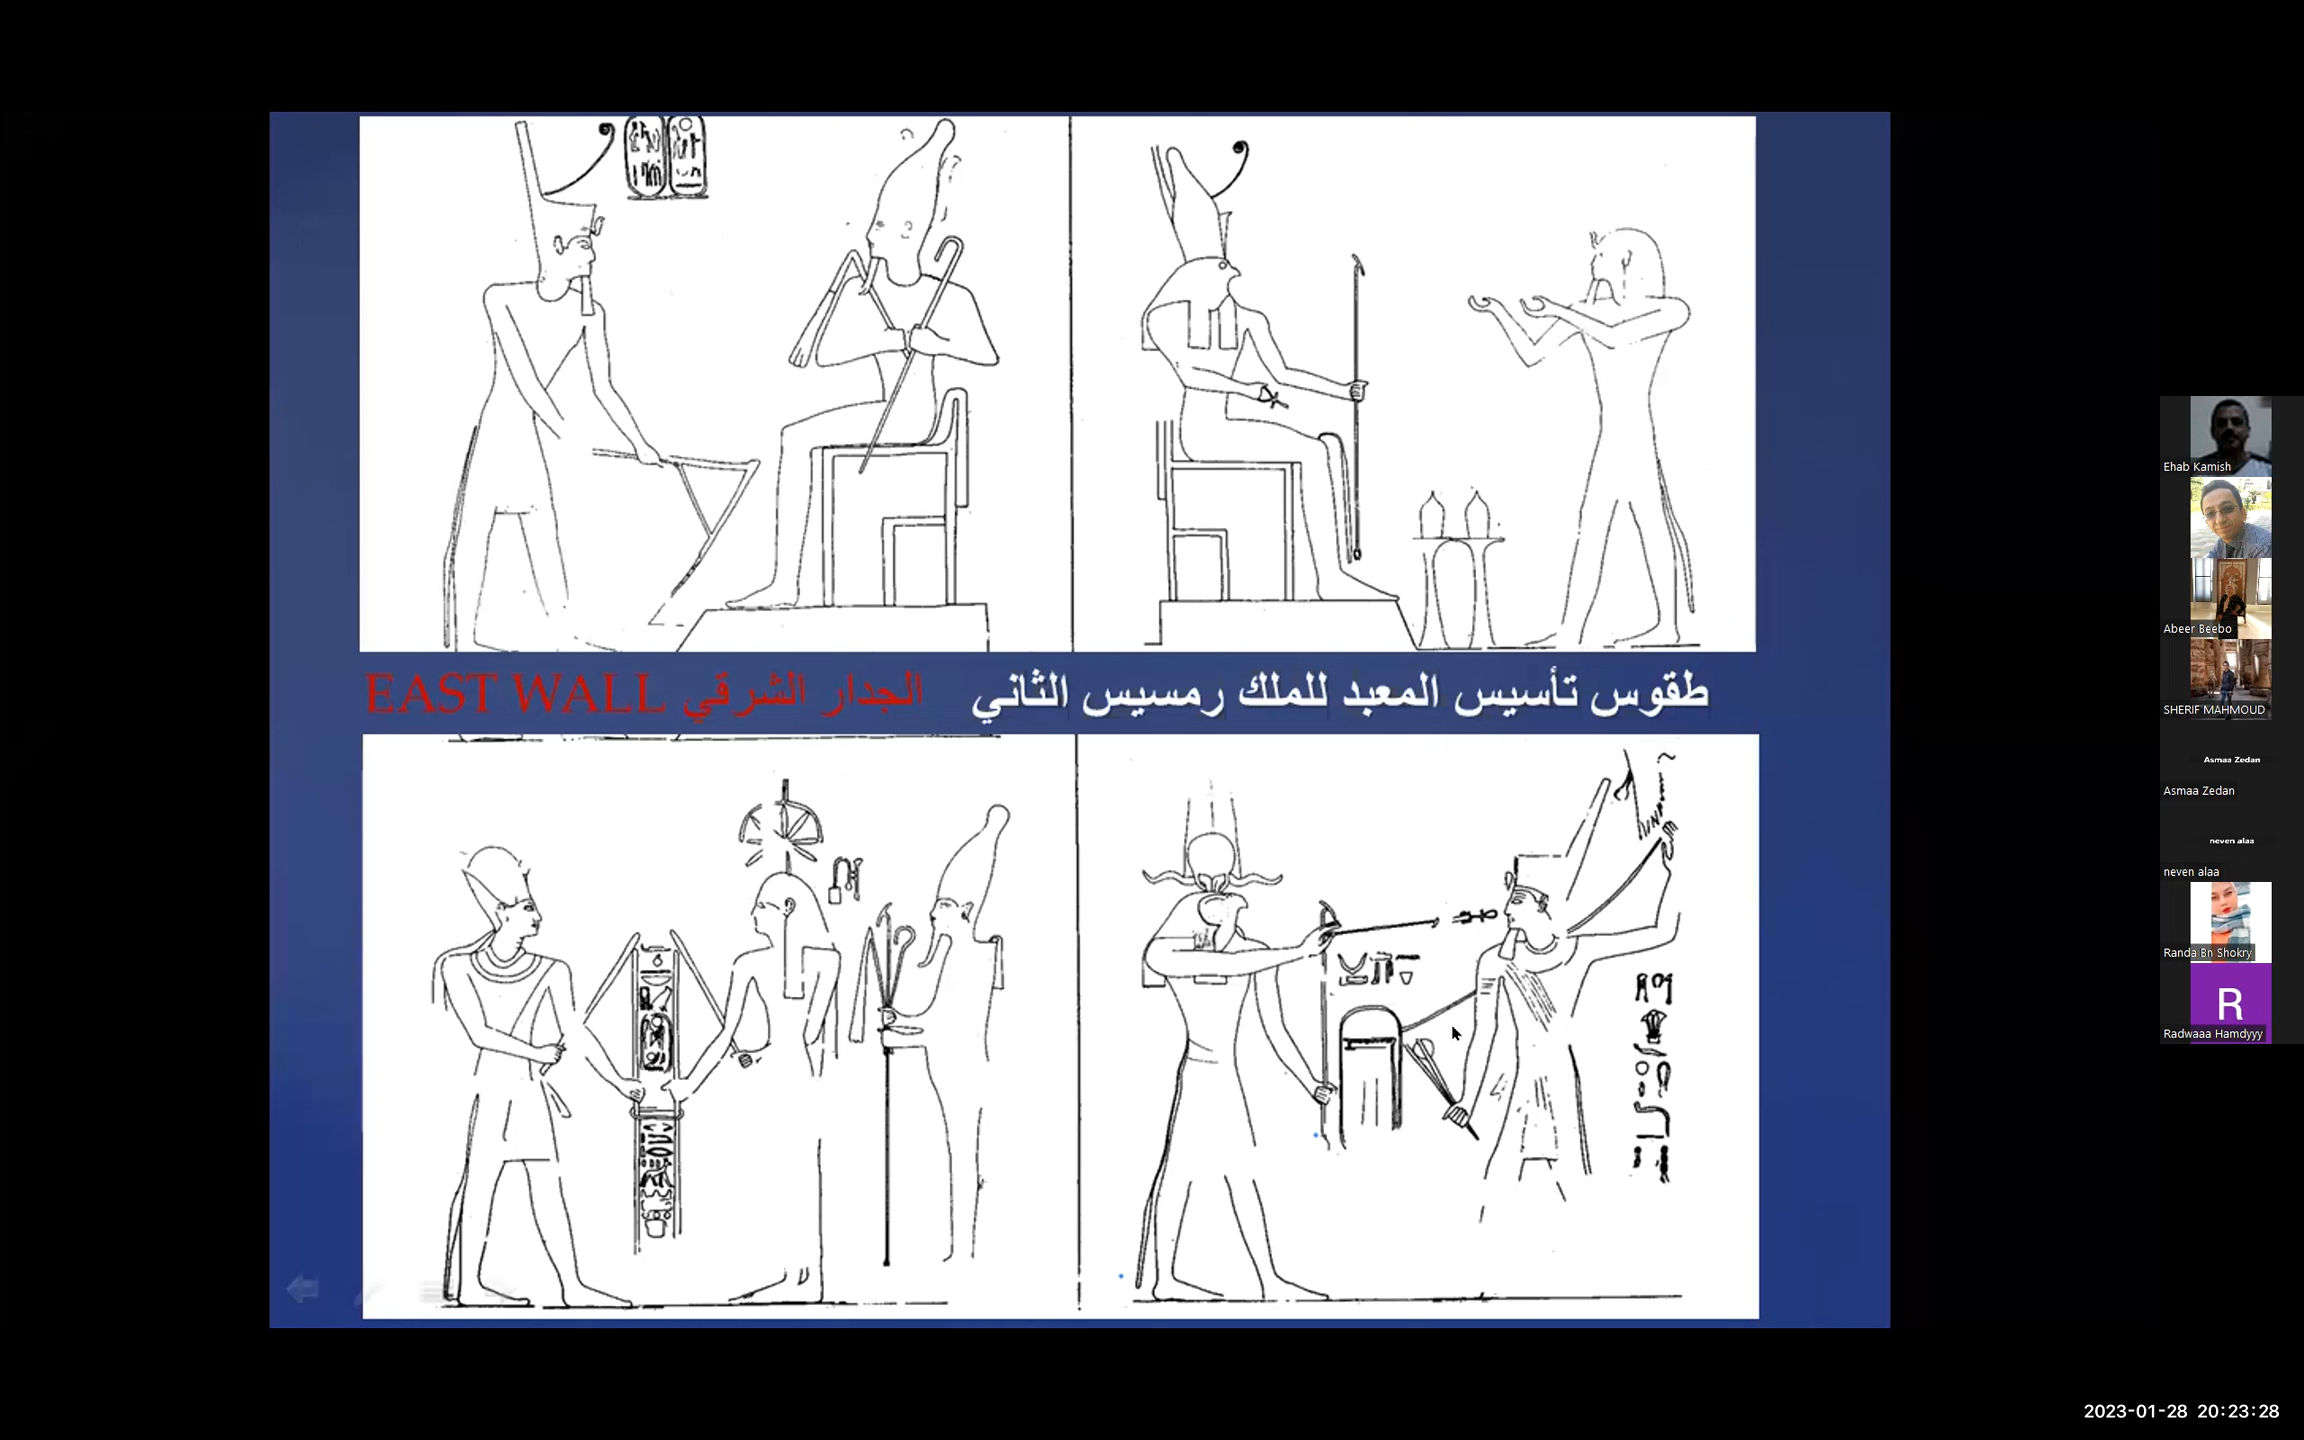 EAST WALL الجدار الشرقي طقوس تأسيس المعبد للملك رمسيس الثاني
Ehab Kamish
Abeer Beebo
SHERIF MAHMOUD
Asmaa Zedan
Asmaa Zedan
neven alaa
neven alaa
Randa Bn Shokry
R
Radwaaa Hamdyyy
2023-01-28 20:23:28